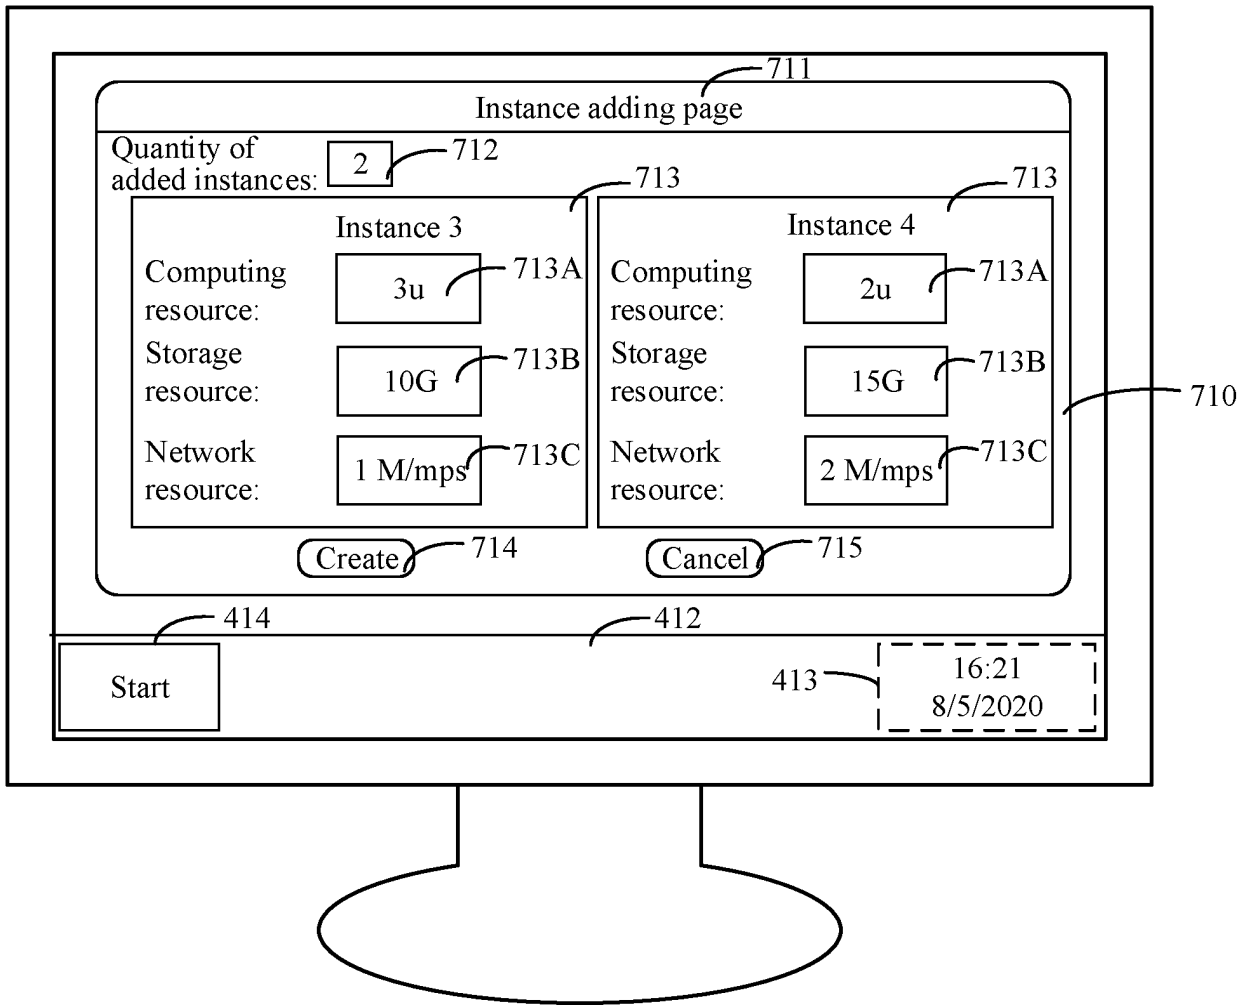 711
Instance adding page
Quantity of
added instances:
2
712
713
713
Instance 3
Computing
resource:
3u
713A
Storage
resource:
10G
713B
Network
resource:
1 M/mps
713C
Instance 4
Computing
resource:
2u
713A
Storage
resource:
15G
713B
Network
resource:
2 M/mps
713C
710
Create
714
Cancel
715
414
412
Start
413
16:21
8/5/2020